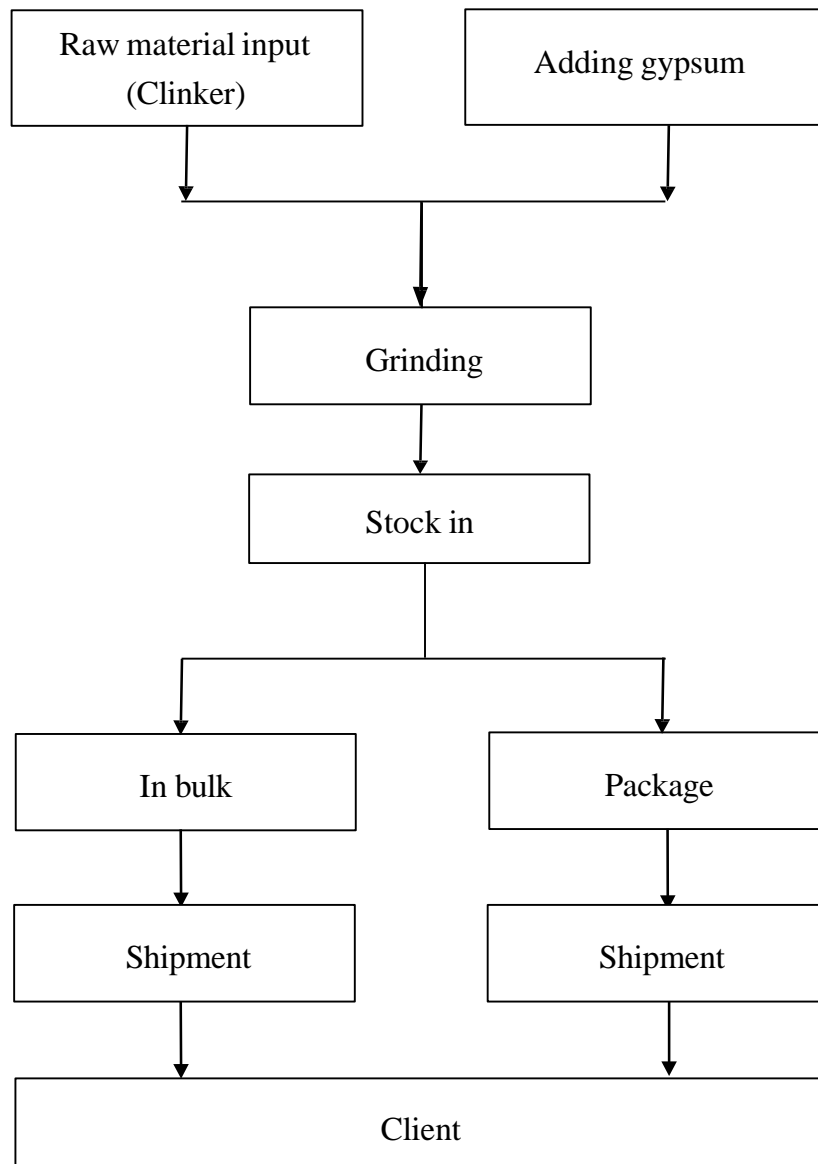 Raw material input
(Clinker)
Adding gypsum
Grinding
Stock in
In bulk
Package
Shipment
Shipment
Client